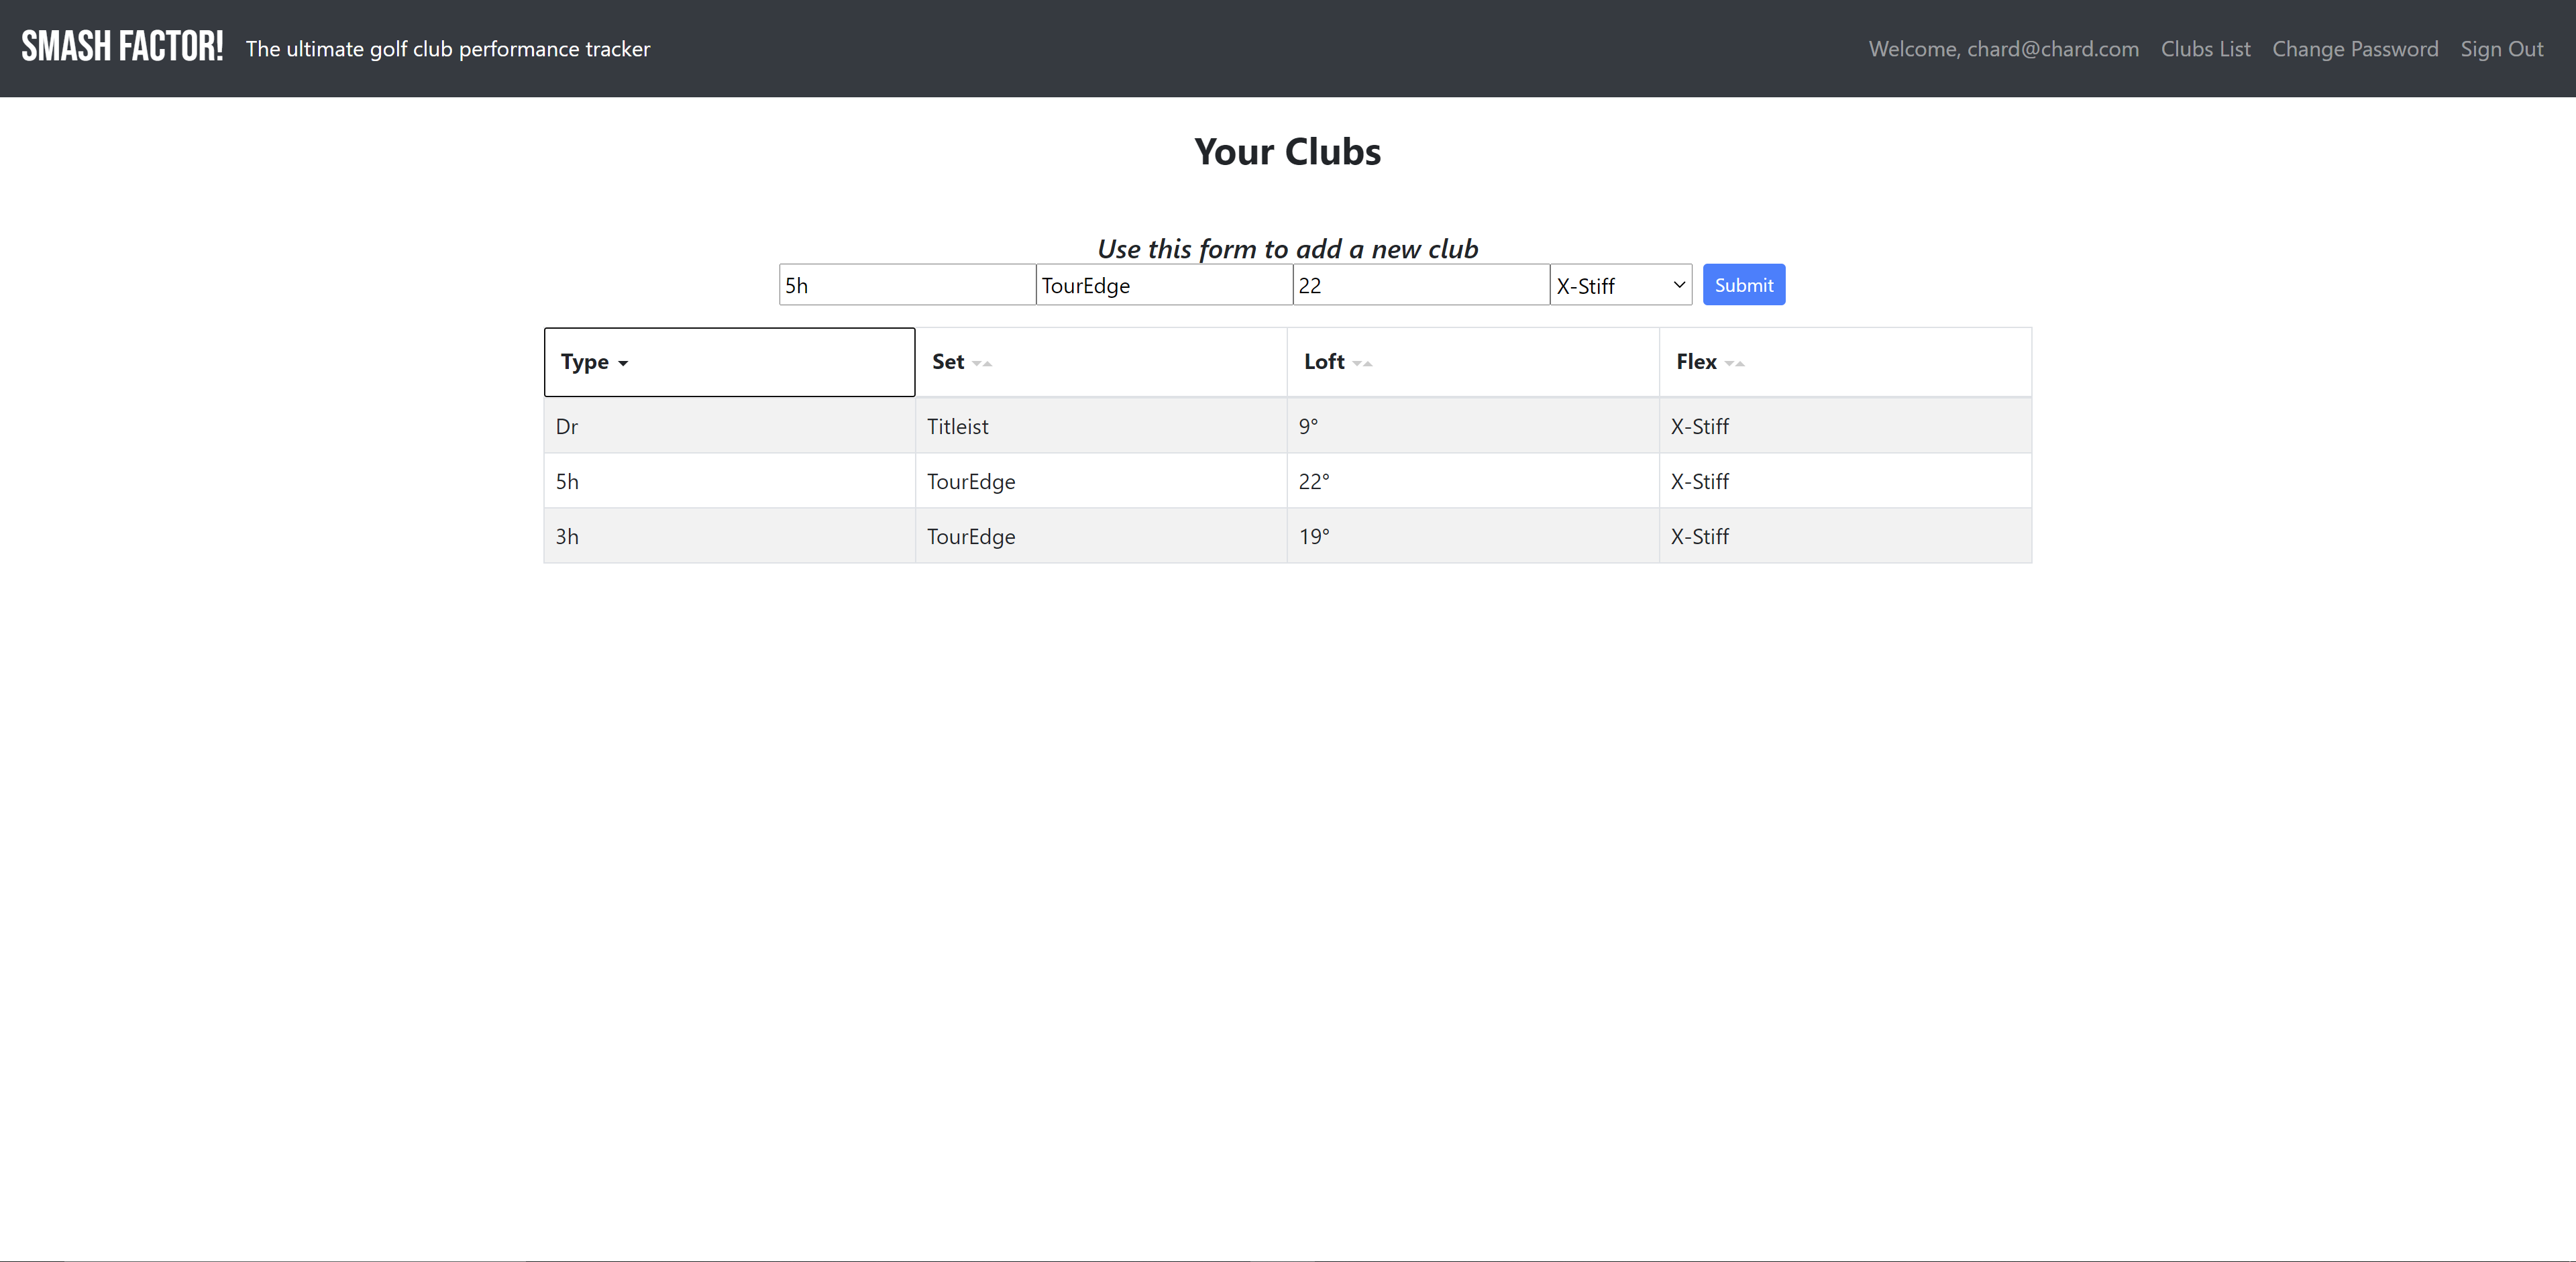 SMASH FACTOR! The ultimate golf club performance tracker Welcome, chard@chard.com Clubs List Change Password Sign Out
Your Clubs
Use this form to add a new club
5h TourEdge 22 X-Stiff Submit
Type Set Loft Flex
Dr Titleist 9° X-Stiff
5h TourEdge 22° X-Stiff
3h TourEdge 19° X-Stiff